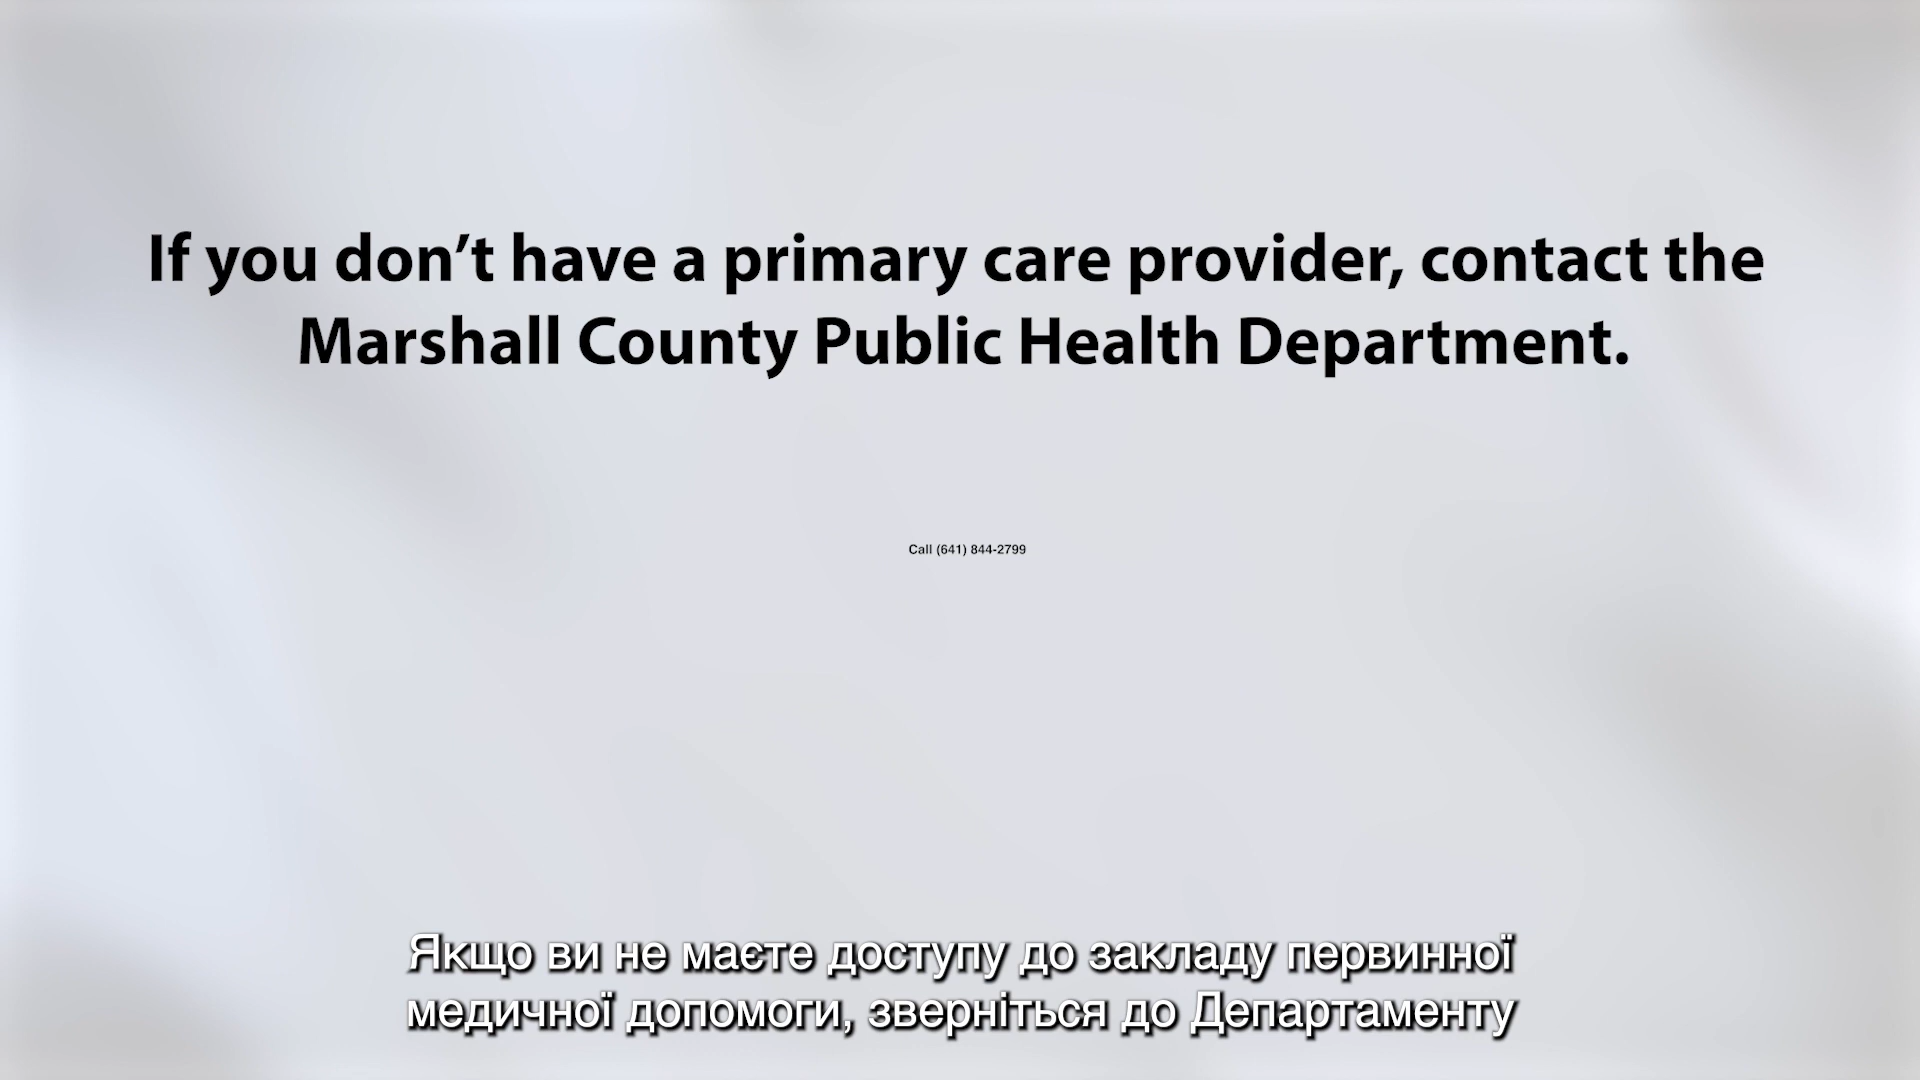 If you don’t have a primary care provider, contact the
Marshall County Public Health Department.
Call (641) 844-2799
Якщо ви не маєте доступу до закладу первинної
медичної допомоги, зверніться до Департаменту